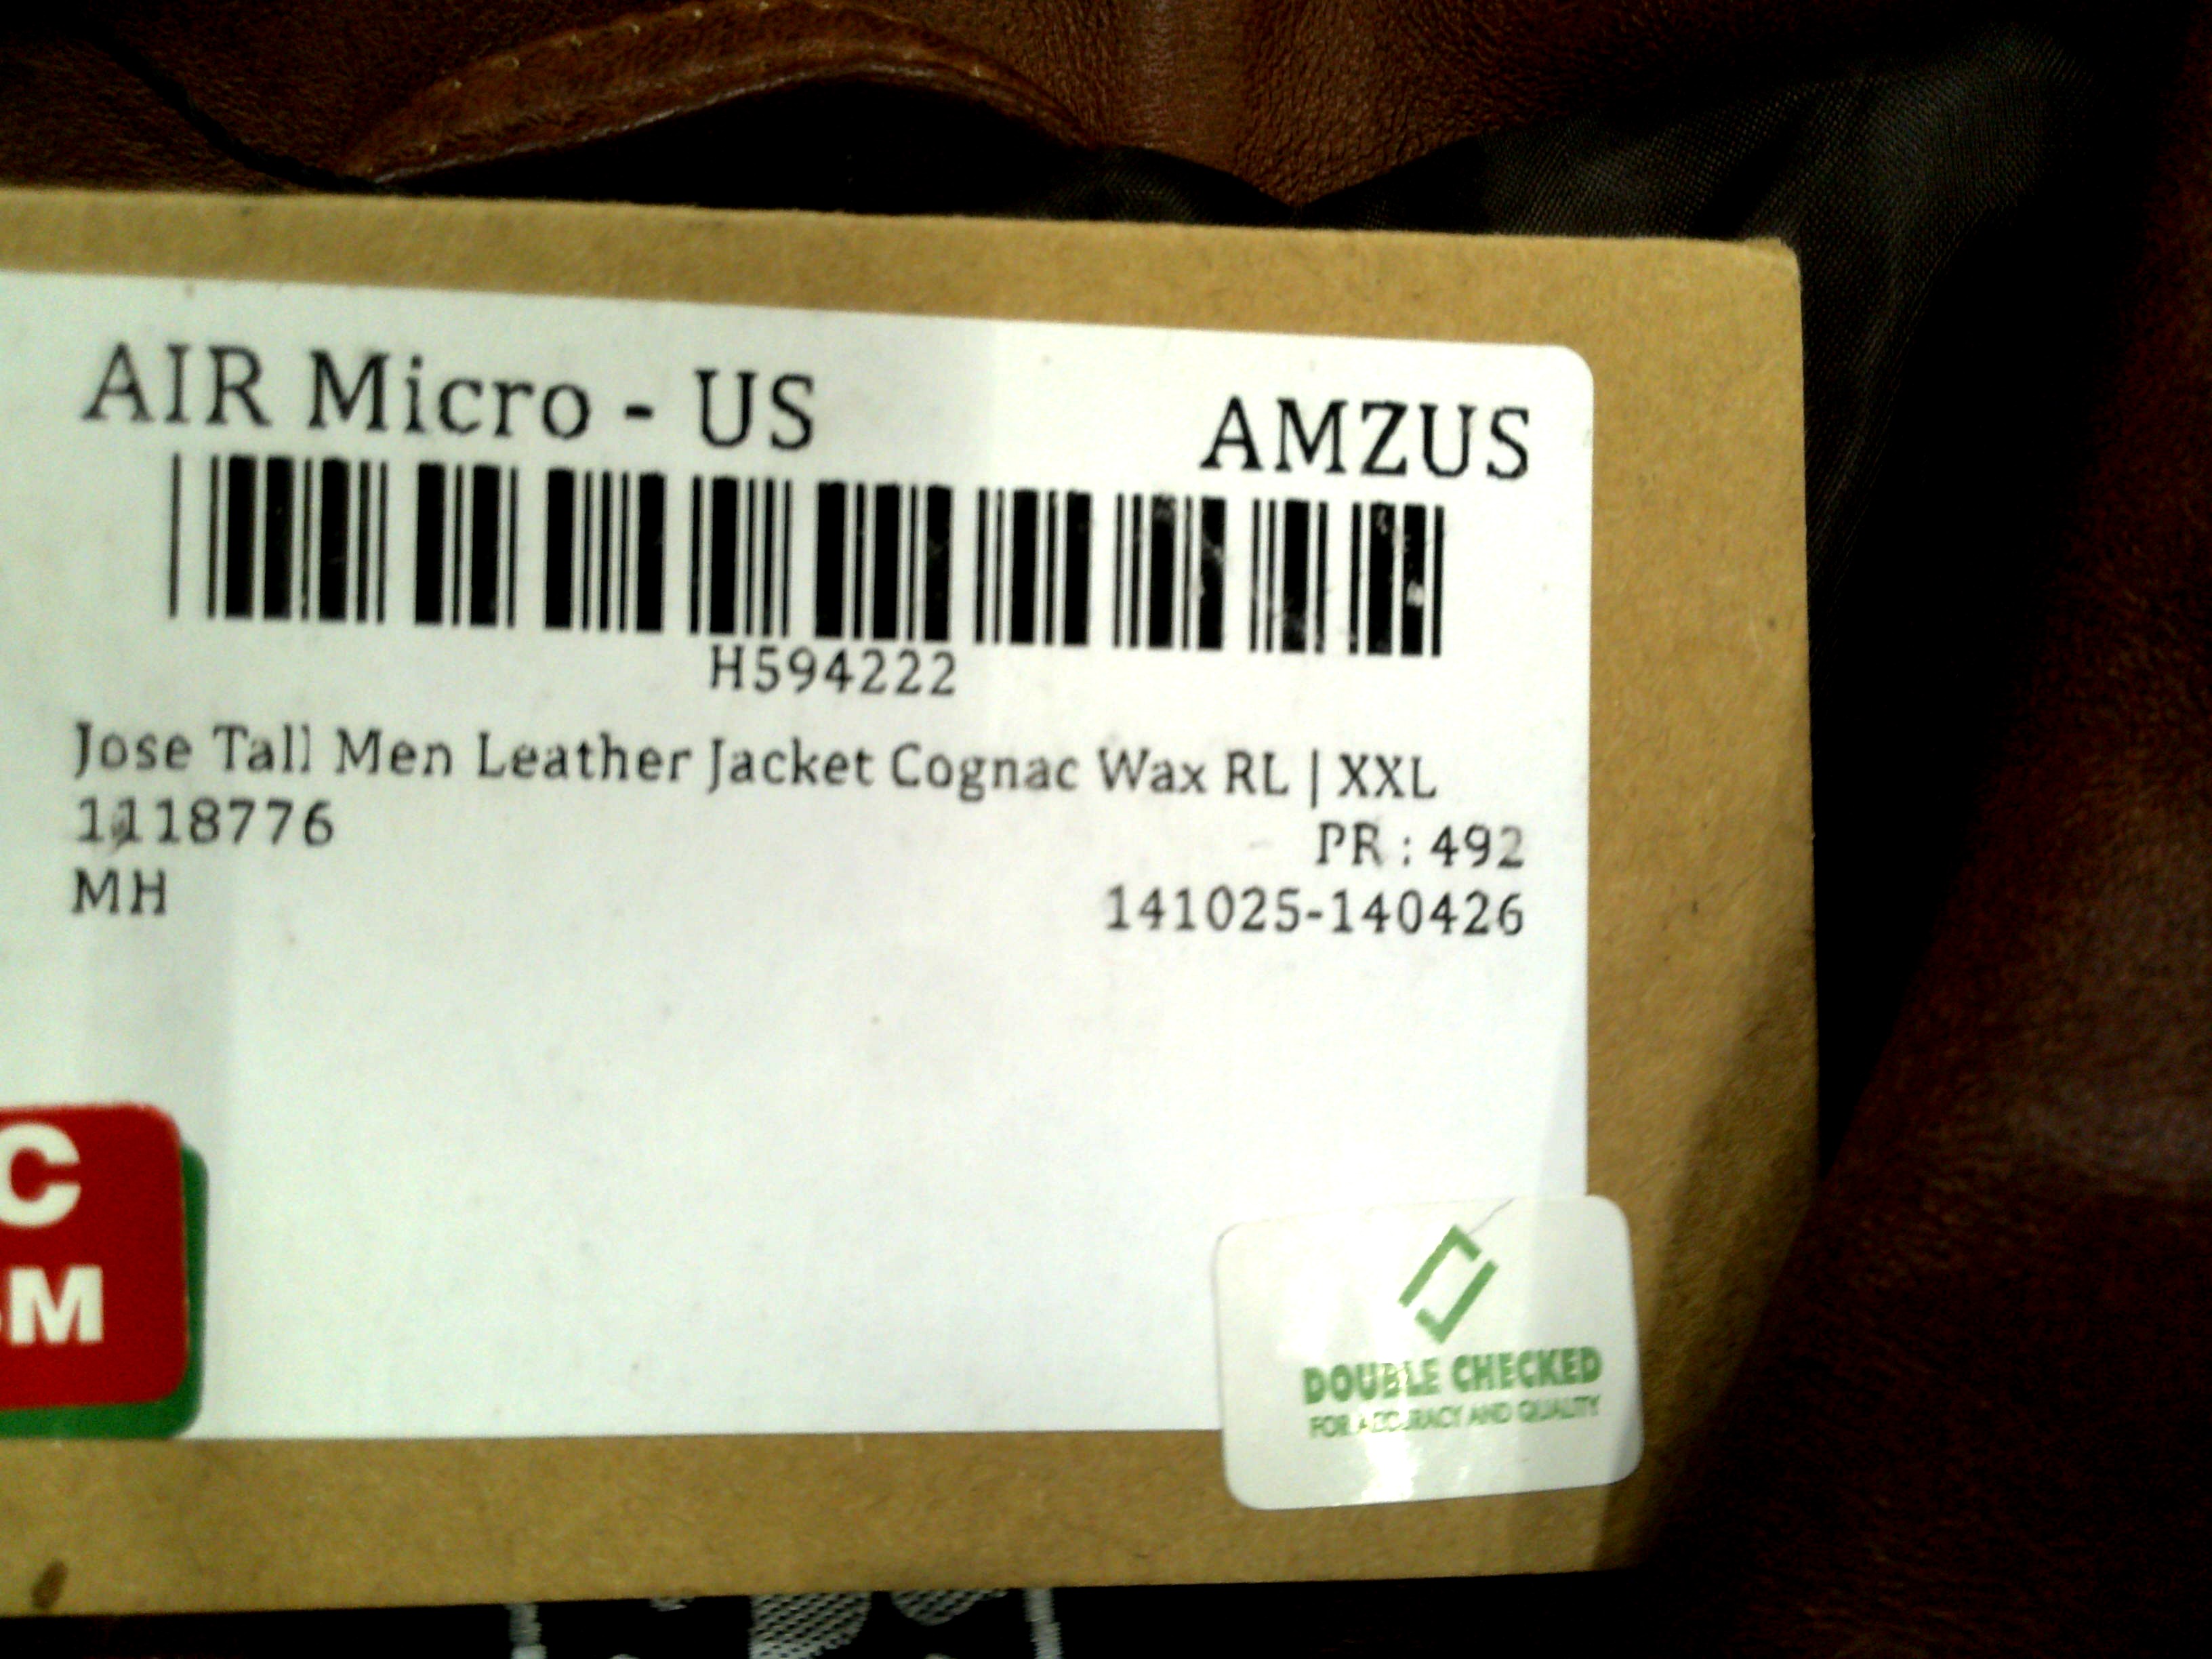 AIR Micro - US
AMZUS
H594222
Jose Tall Men Leather Jacket Cognac Wax RL | XXL
1118776
PR : 492
MH
141025-140426
C
M
DOUBLE CHECKED
FOR ACCURACY AND QUALITY